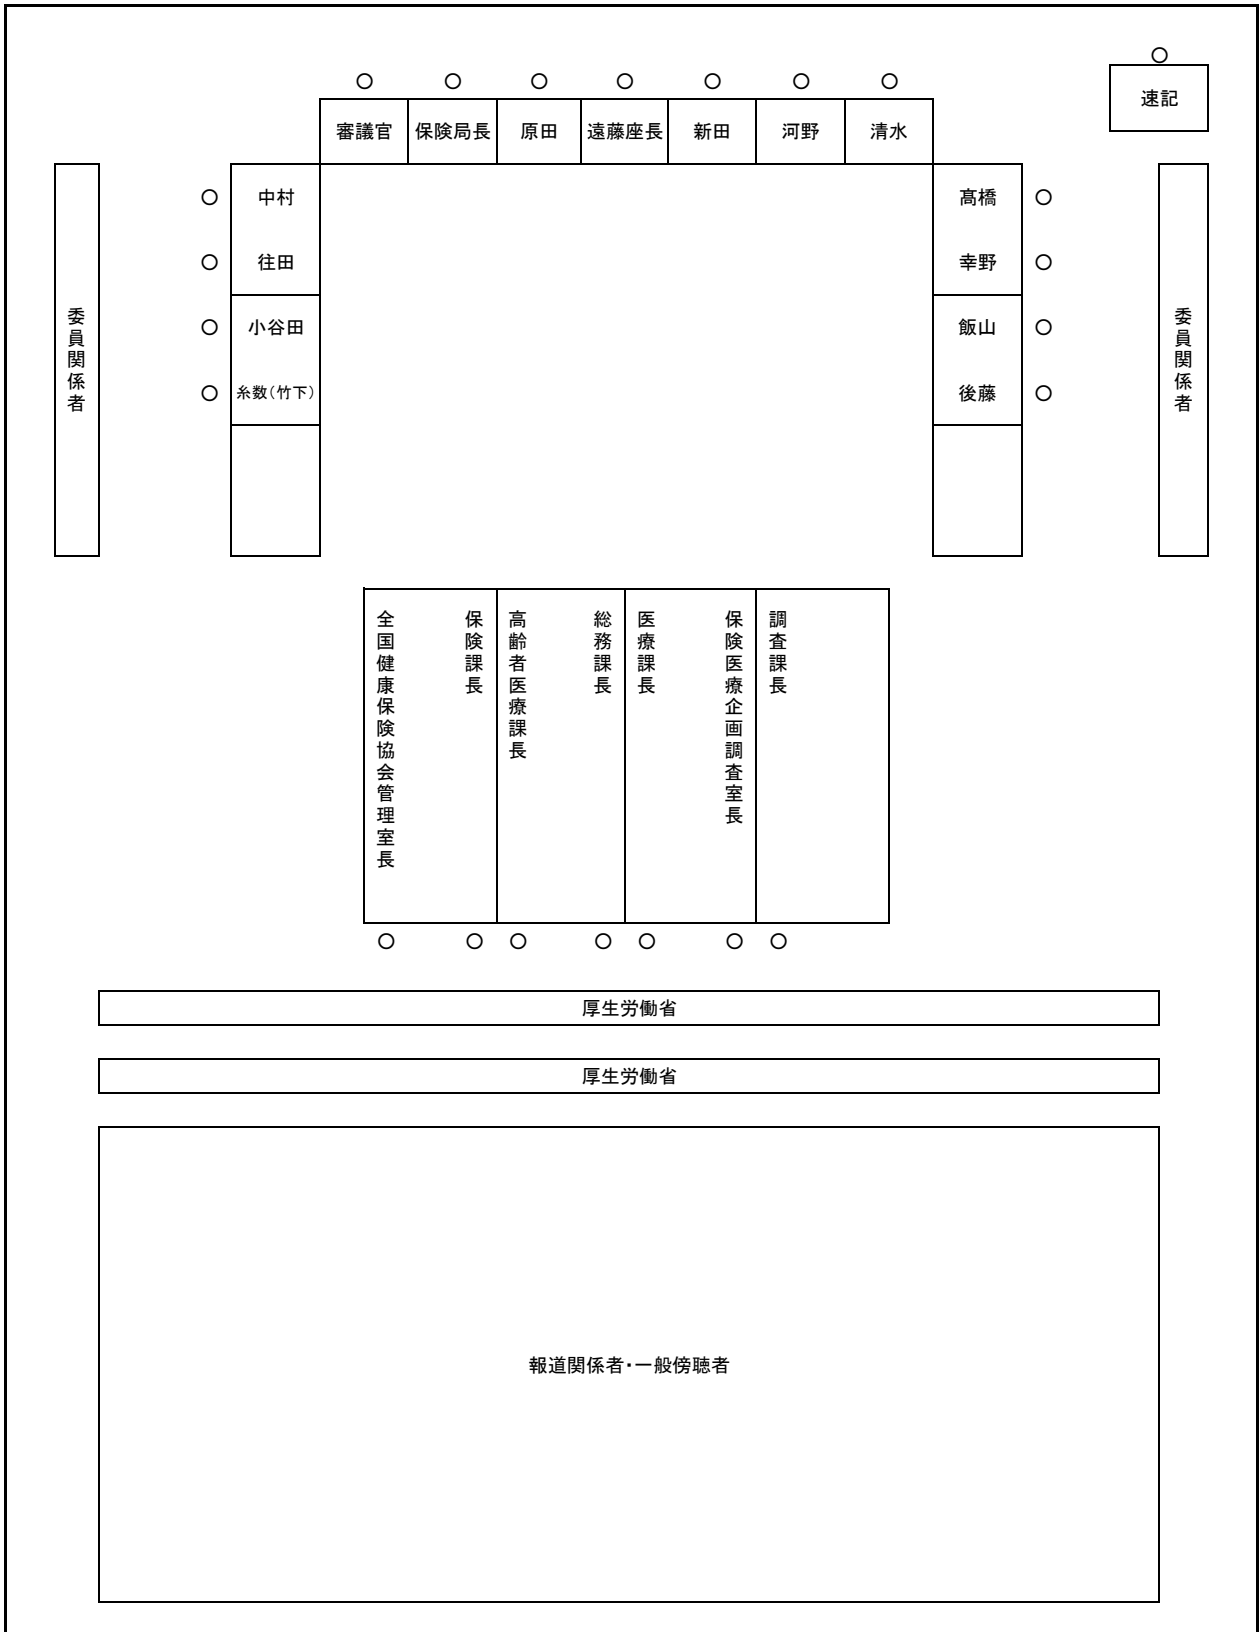 速記
審議官
保険局長
原田
遠藤座長
新田
河野
清水
中村
往田
小谷田
糸数(竹下)
髙橋
幸野
飯山
後藤
委員関係者
委員関係者
全国健康保険協会管理室長
保険課長
高齢者医療課長
総務課長
医療課長
保険医療企画調査室長
調査課長
厚生労働省
厚生労働省
報道関係者・一般傍聴者